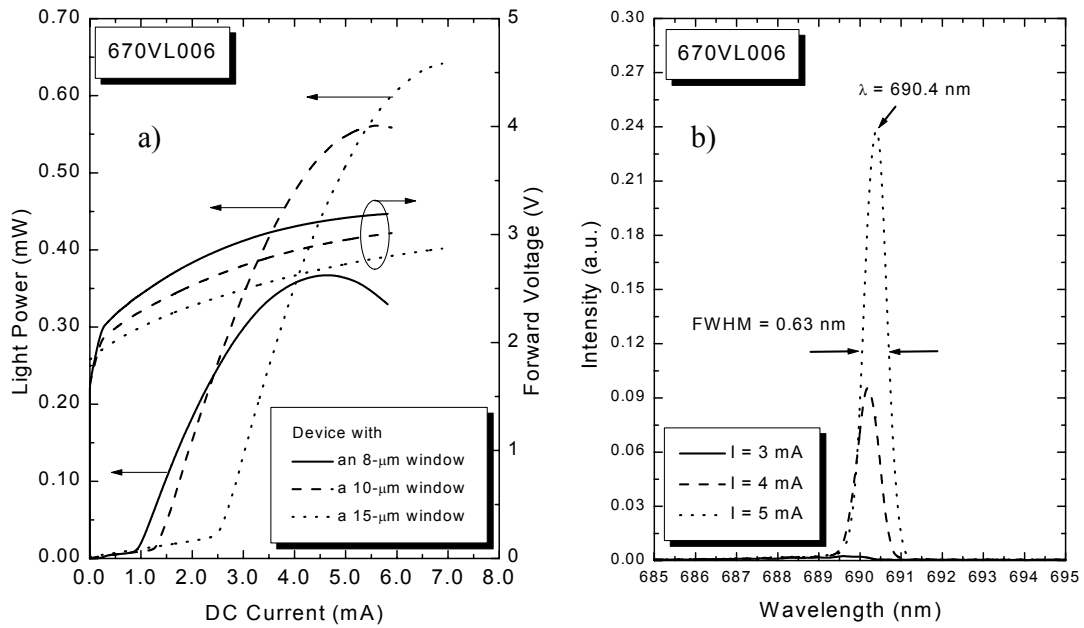 670VL006
a)
Light Power (mW)
0.00
0.10
0.20
0.30
0.40
0.50
0.60
0.70
0.0 1.0 2.0 3.0 4.0 5.0 6.0 7.0 8.0
DC Current (mA)
0
1
2
3
4
5
Forward Voltage (V)
Device with
an 8-μm window
a 10-μm window
a 15-μm window
670VL006
b)
λ = 690.4 nm
FWHM = 0.63 nm
Intensity (a.u.)
0.00
0.03
0.06
0.09
0.12
0.15
0.18
0.21
0.24
0.27
0.30
I = 3 mA
I = 4 mA
I = 5 mA
685 686 687 688 689 690 691 692 693 694 695
Wavelength (nm)